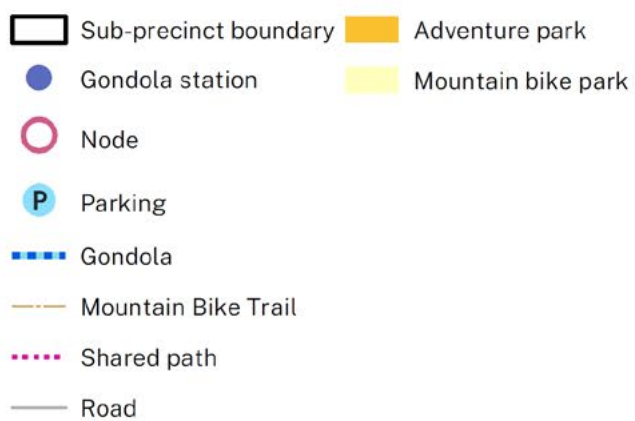 Sub-precinct boundary
Adventure park
Gondola station
Mountain bike park
Node
P Parking
Gondola
Mountain Bike Trail
Shared path
Road